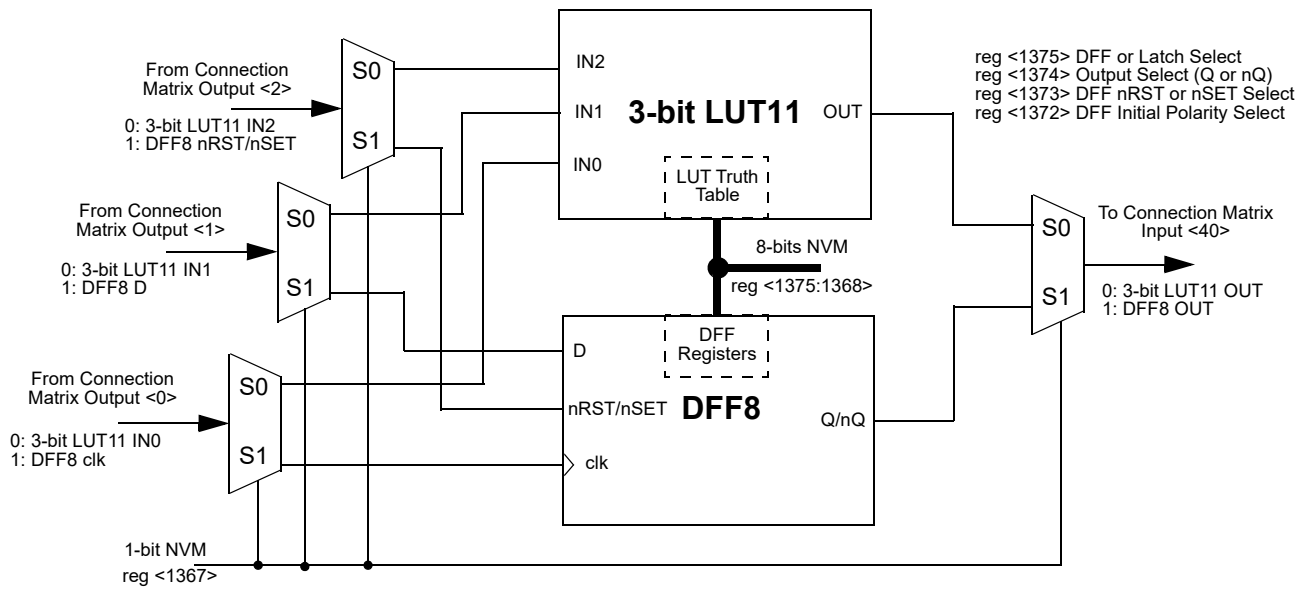 From Connection
Matrix Output <2>
0: 3-bit LUT11 IN2
1: DFF8 nRST/nSET
S0
S1
From Connection
Matrix Output <1>
0: 3-bit LUT11 IN1
1: DFF8 D
S0
S1
From Connection
Matrix Output <0>
0: 3-bit LUT11 IN0
1: DFF8 clk
S0
S1
1-bit NVM
reg <1367>
IN2
IN1
IN0
3-bit LUT11
OUT
LUT Truth
Table
8-bits NVM
reg <1375:1368>
DFF
Registers
D
nRST/nSET
clk
DFF8
Q/nQ
reg <1375> DFF or Latch Select
reg <1374> Output Select (Q or nQ)
reg <1373> DFF nRST or nSET Select
reg <1372> DFF Initial Polarity Select
S0
S1
To Connection Matrix
Input <40>
0: 3-bit LUT11 OUT
1: DFF8 OUT